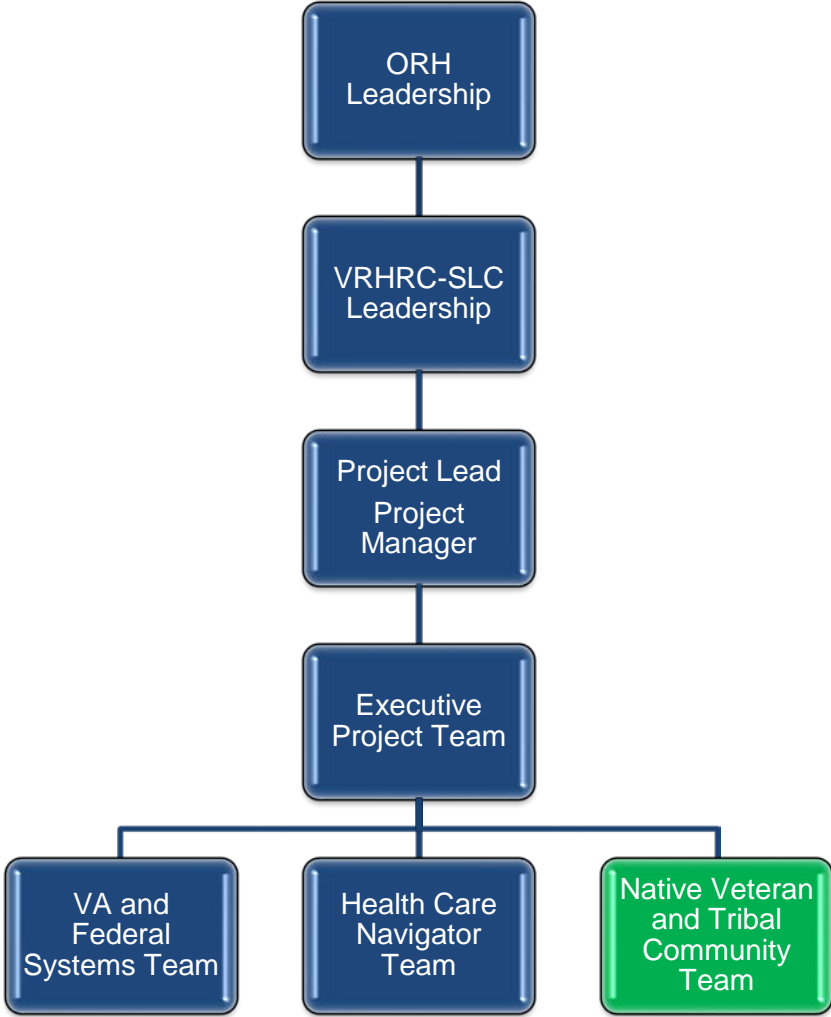 ORH
Leadership
VRHRC-SLC
Leadership
Project Lead
Project
Manager
Executive
Project Team
VA and
Federal
Systems Team
Health Care
Navigator
Team
Native Veteran
and Tribal
Community
Team